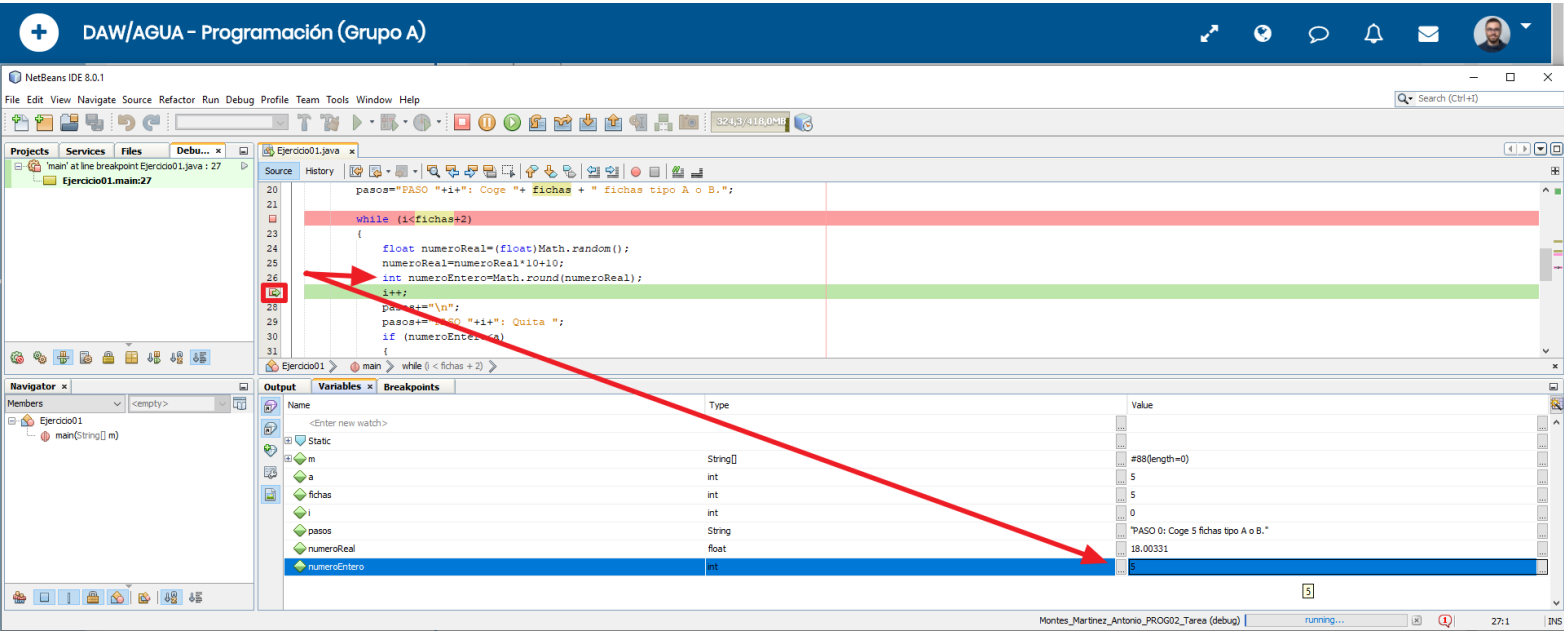 DAW/AGUA - Programación (Grupo A)
NetBeans IDE 8.0.1
File Edit View Navigate Source Refactor Run Debug Profile Team Tools Window Help
Search (Ctrl+I)
324,3/418,0MB
Projects Services Files Debu... ×
'main' at line breakpoint Ejercicio01.java : 27
Ejercicio01.main:27
Ejercicio01.java ×
Source History
20 pasos="PASO "+i+": Coge "+ fichas + " fichas tipo A o B.";
21
while (i<fichas+2)
23 {
24 float numeroReal=(float)Math.random();
25 numeroReal=numeroReal*10+10;
26 int numeroEntero=Math.round(numeroReal);
i++;
28 pasos+="\n";
29 pasos+="PASO "+i+": Quita ";
30 if (numeroEntero<a)
31 {
Ejercicio01 main while (i < fichas + 2)
Navigator ×
Members <empty>
Ejercicio01
main(String[] m)
Output Variables × Breakpoints
Name Type Value
<Enter new watch>
Static
m String[] #88(length=0)
a int 5
fichas int 5
i int 0
pasos String "PASO 0: Coge 5 fichas tipo A o B."
numeroReal float 18.00331
numeroEntero int 5
5
Montes_Martinez_Antonio_PROG02_Tarea (debug) running... 1 27:1 INS